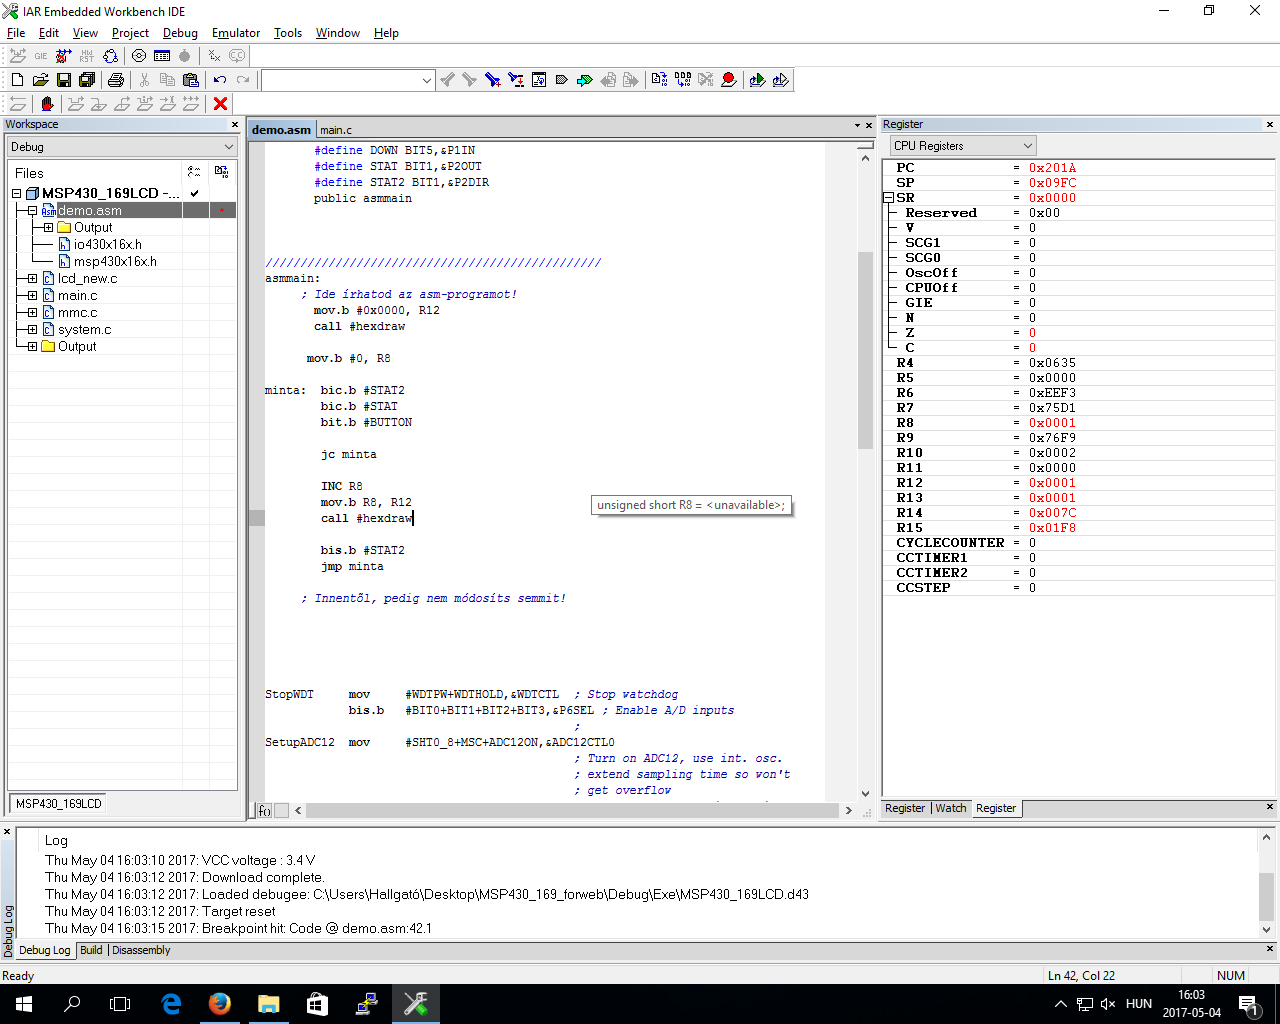 IAR Embedded Workbench IDE
File Edit View Project Debug Emulator Tools Window Help
Workspace
Debug
Files
MSP430_169LCD -...
demo.asm
Output
io430x16x.h
msp430x16x.h
lcd_new.c
main.c
mmc.c
system.c
Output
MSP430_169LCD
demo.asm main.c
#define DOWN BIT5,&P1IN
#define STAT BIT1,&P2OUT
#define STAT2 BIT1,&P2DIR
public asmmain
////////////////////////////////////////////////
asmmain:
; Ide írhatod az asm-programot!
mov.b #0x0000, R12
call #hexdraw
mov.b #0, R8
minta: bic.b #STAT2
bic.b #STAT
bit.b #BUTTON
jc minta
INC R8
mov.b R8, R12
unsigned short R8 = <unavailable>;
call #hexdraw
bis.b #STAT2
jmp minta
; Innentől, pedig nem módosíts semmit!
StopWDT mov #WDTPW+WDTHOLD,&WDTCTL ; Stop watchdog
bis.b #BIT0+BIT1+BIT2+BIT3,&P6SEL ; Enable A/D inputs
;
SetupADC12 mov #SHT0_8+MSC+ADC12ON,&ADC12CTL0
; Turn on ADC12, use int. osc.
; extend sampling time so won't
; get overflow
f()
Register
CPU Registers
PC = 0x201A
SP = 0x09FC
SR = 0x0000
Reserved = 0x00
V = 0
SCG1 = 0
SCG0 = 0
OscOff = 0
CPUOff = 0
GIE = 0
N = 0
Z = 0
C = 0
R4 = 0x0635
R5 = 0x0000
R6 = 0xEEF3
R7 = 0x75D1
R8 = 0x0001
R9 = 0x76F9
R10 = 0x0002
R11 = 0x0000
R12 = 0x0001
R13 = 0x0001
R14 = 0x007C
R15 = 0x01F8
CYCLECOUNTER = 0
CCTIMER1 = 0
CCTIMER2 = 0
CCSTEP = 0
Register Watch Register
Debug Log
Log
Thu May 04 16:03:10 2017: VCC voltage : 3.4 V
Thu May 04 16:03:12 2017: Download complete.
Thu May 04 16:03:12 2017: Loaded debugee: C:\Users\Hallgató\Desktop\MSP430_169_forweb\Debug\Exe\MSP430_169LCD.d43
Thu May 04 16:03:12 2017: Target reset
Thu May 04 16:03:15 2017: Breakpoint hit: Code @ demo.asm:42.1
Debug Log Build Disassembly
Ready
Ln 42, Col 22
NUM
HUN
16:03
2017-05-04
1